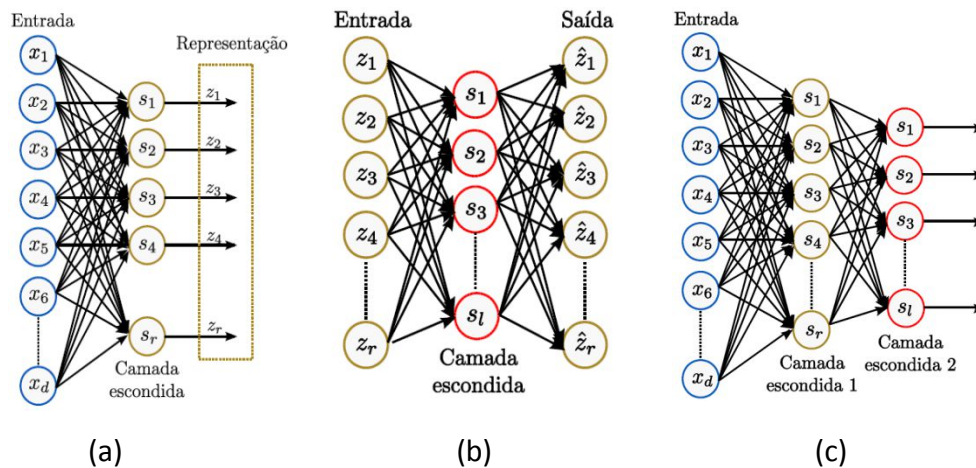 Entrada
Representação
x1
x2
x3
x4
x5
x6
xd
s1
s2
s3
s4
sr
z1
z2
z3
z4
zr
Camada
escondida
(a)
Entrada
Saída
z1
z2
z3
z4
zr
s1
s2
s3
sl
ẑ1
ẑ2
ẑ3
ẑ4
ẑr
Camada
escondida
(b)
Entrada
x1
x2
x3
x4
x5
x6
xd
s1
s2
s3
s4
sr
Camada
escondida 1
s1
s2
s3
sl
Camada
escondida 2
(c)